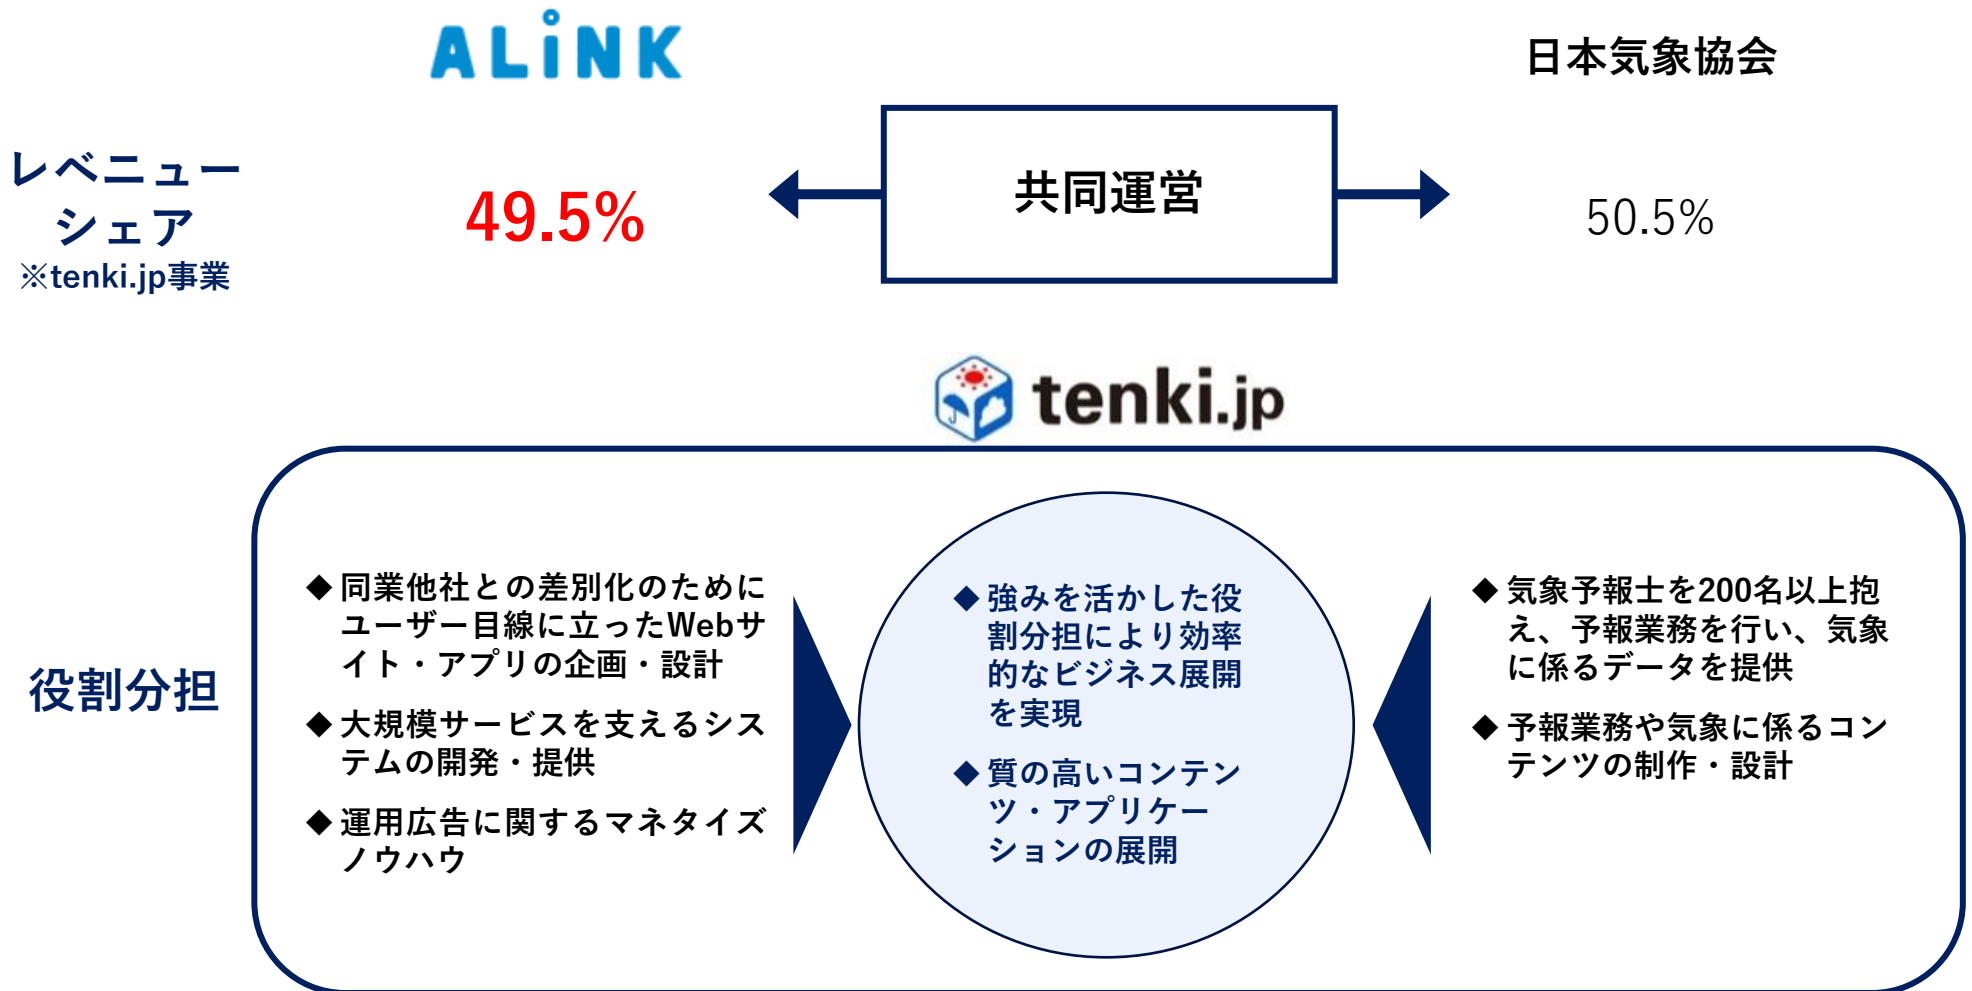 ALiNK
日本気象協会
レベニュー
シェア
※tenki.jp事業
49.5%
共同運営
50.5%
tenki.jp
役割分担
◆同業他社との差別化のために
ユーザー目線に立ったWebサ
イト・アプリの企画・設計
◆大規模サービスを支えるシス
テムの開発・提供
◆運用広告に関するマネタイズ
ノウハウ
◆強みを活かした役
割分担により効率
的なビジネス展開
を実現
◆質の高いコンテン
ツ・アプリケー
ションの展開
◆気象予報士を200名以上抱
え、予報業務を行い、気象
に係るデータを提供
◆予報業務や気象に係るコン
テンツの制作・設計